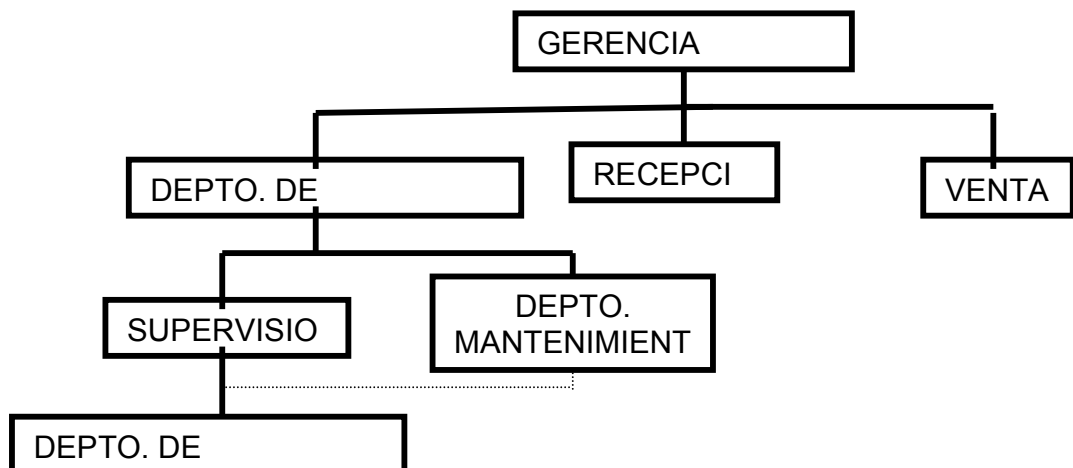 GERENCIA
RECEPCI
DEPTO. DE
VENTA
SUPERVISIO
DEPTO.
MANTENIMIENT
DEPTO. DE